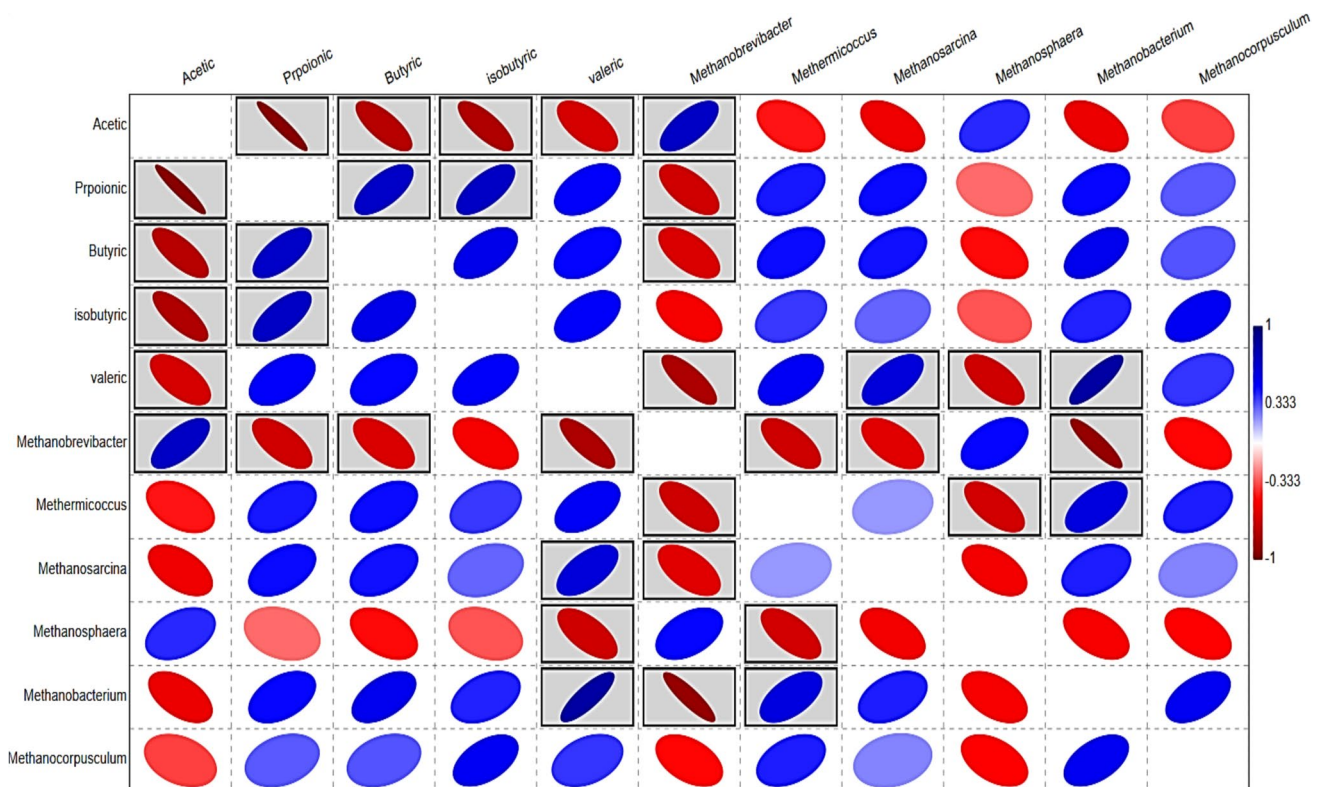 Acetic
Prpoionic
Butyric
isobutyric
valeric
Methanobrevibacter
Methermicoccus
Methanosarcina
Methanosphaera
Methanobacterium
Methanocorpusculum
Acetic
Prpoionic
Butyric
isobutyric
valeric
Methanobrevibacter
Methermicoccus
Methanosarcina
Methanosphaera
Methanobacterium
Methanocorpusculum
1
0.333
-0.333
-1